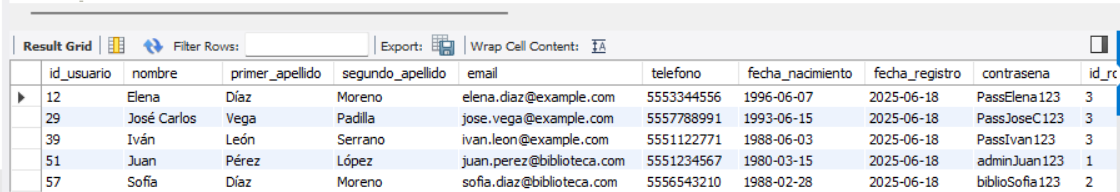 Result Grid Filter Rows: Export: Wrap Cell Content:
id_usuario nombre primer_apellido segundo_apellido email telefono fecha_nacimiento fecha_registro contrasena id_rc
12 Elena Díaz Moreno elena.diaz@example.com 5553344556 1996-06-07 2025-06-18 PassElena123 3
29 José Carlos Vega Padilla jose.vega@example.com 5557788991 1993-06-15 2025-06-18 PassJoseC123 3
39 Iván León Serrano ivan.leon@example.com 5551122771 1988-06-03 2025-06-18 PassIvan123 3
51 Juan Pérez López juan.perez@biblioteca.com 5551234567 1980-03-15 2025-06-18 adminJuan123 1
57 Sofía Díaz Moreno sofia.diaz@biblioteca.com 5556543210 1988-02-28 2025-06-18 biblioSofia123 2